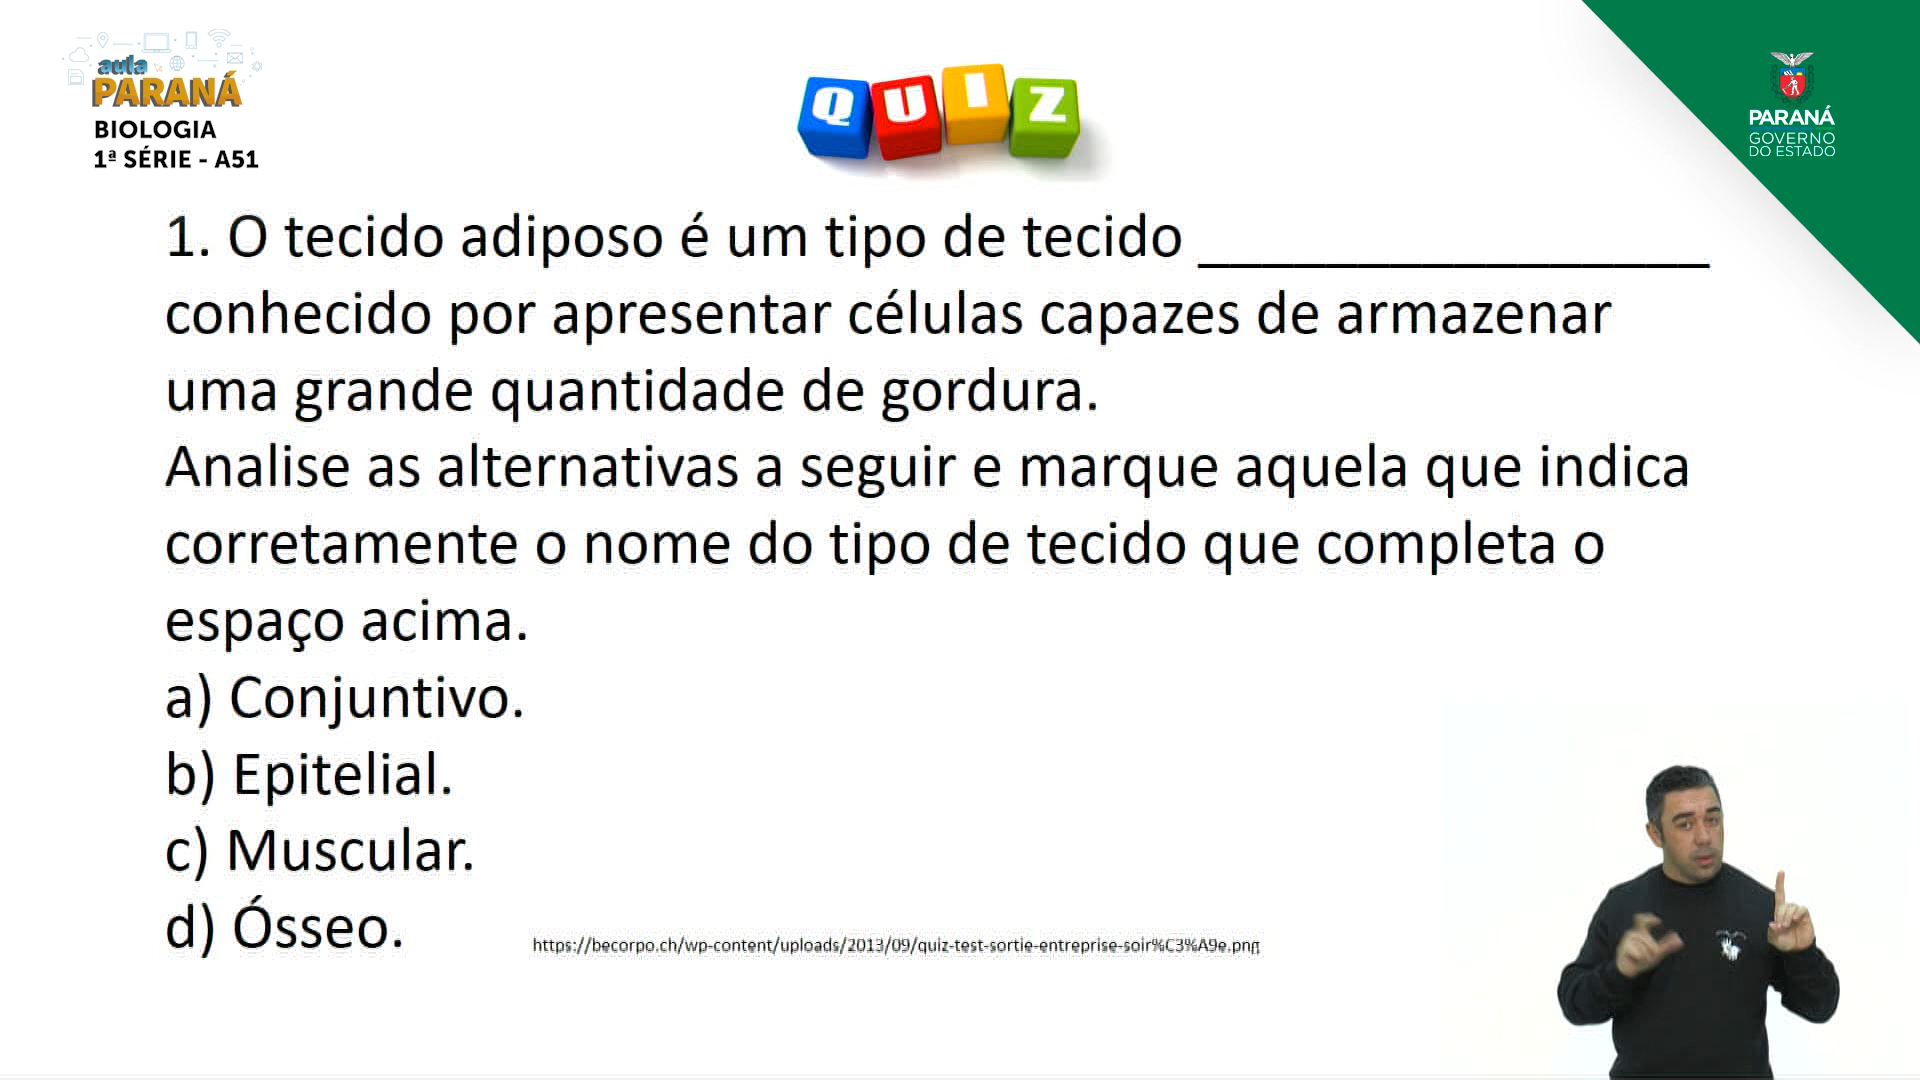 aula
PARANÁ
BIOLOGIA
1ª SÉRIE - A51
QUIZ
PARANÁ
GOVERNO
DO ESTADO
1. O tecido adiposo é um tipo de tecido ________________
conhecido por apresentar células capazes de armazenar
uma grande quantidade de gordura.
Analise as alternativas a seguir e marque aquela que indica
corretamente o nome do tipo de tecido que completa o
espaço acima.
a) Conjuntivo.
b) Epitelial.
c) Muscular.
d) Ósseo.
https://becorpo.ch/wp-content/uploads/2013/09/quiz-test-sortie-entreprise-soir%C3%A9e.png